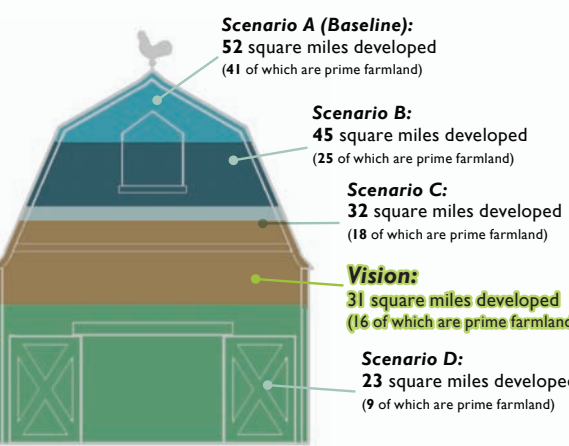 Scenario A (Baseline):
52 square miles developed
(41 of which are prime farmland)
Scenario B:
45 square miles developed
(25 of which are prime farmland)
Scenario C:
32 square miles developed
(18 of which are prime farmland)
Vision:
31 square miles developed
(16 of which are prime farmland
Scenario D:
23 square miles developed
(9 of which are prime farmland)